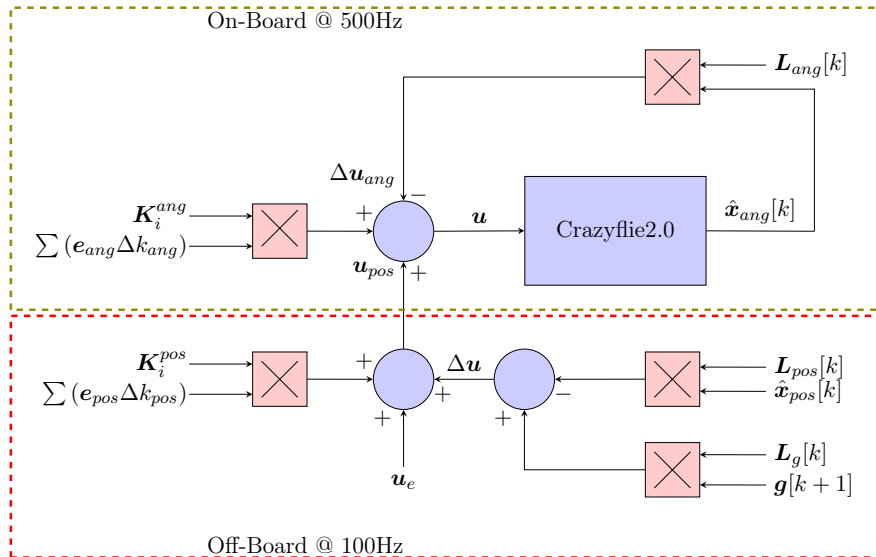 On-Board @ 500Hz
L_ang[k]
Δu_ang
−
K_i^ang
+
u
Crazyflie2.0
x̂_ang[k]
∑ (e_ang Δk_ang)
u_pos
+
K_i^pos
+
Δu
L_pos[k]
∑ (e_pos Δk_pos)
+
−
x̂_pos[k]
+
+
L_g[k]
u_e
g[k + 1]
Off-Board @ 100Hz